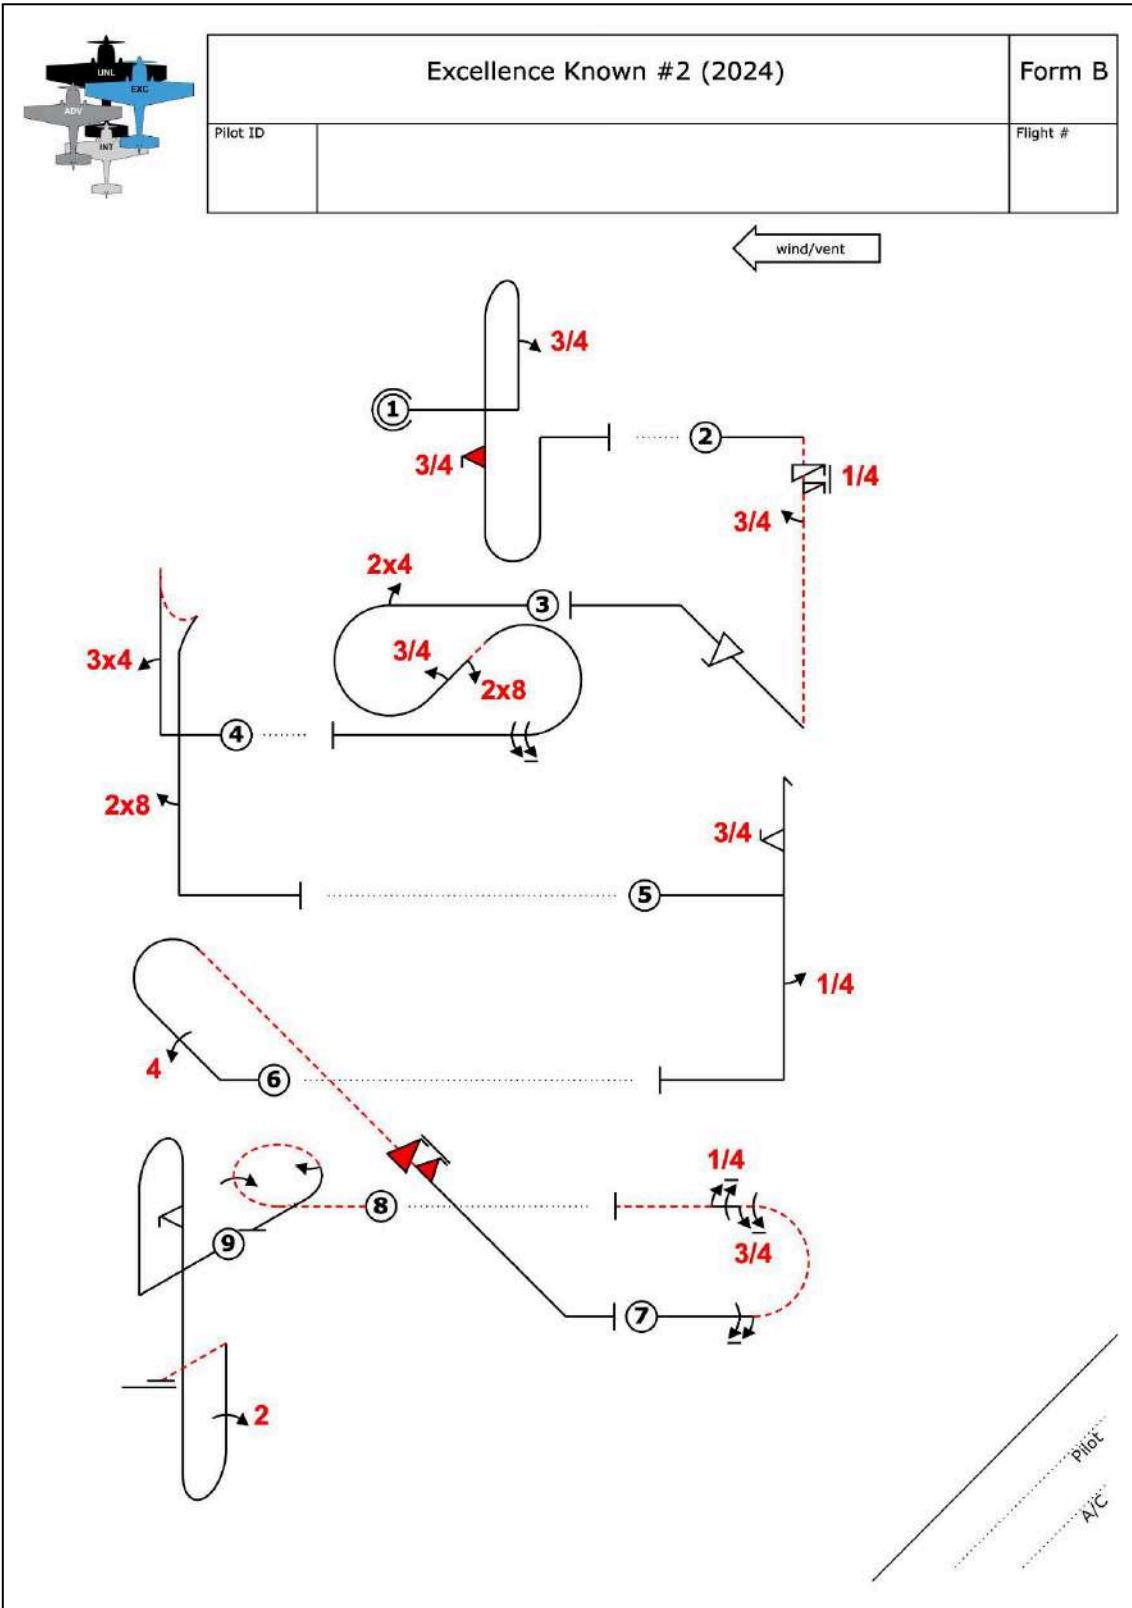 UNL
EXC
ADV
INT
Excellence Known #2 (2024)
Form B
Pilot ID
Flight #
wind/vent
3/4
1
3/4
2
1/4
3/4
2x4
3
3/4
2x8
3x4
4
2x8
3/4
5
1/4
4
6
1/4
8
3/4
9
7
2
Pilot
A/C